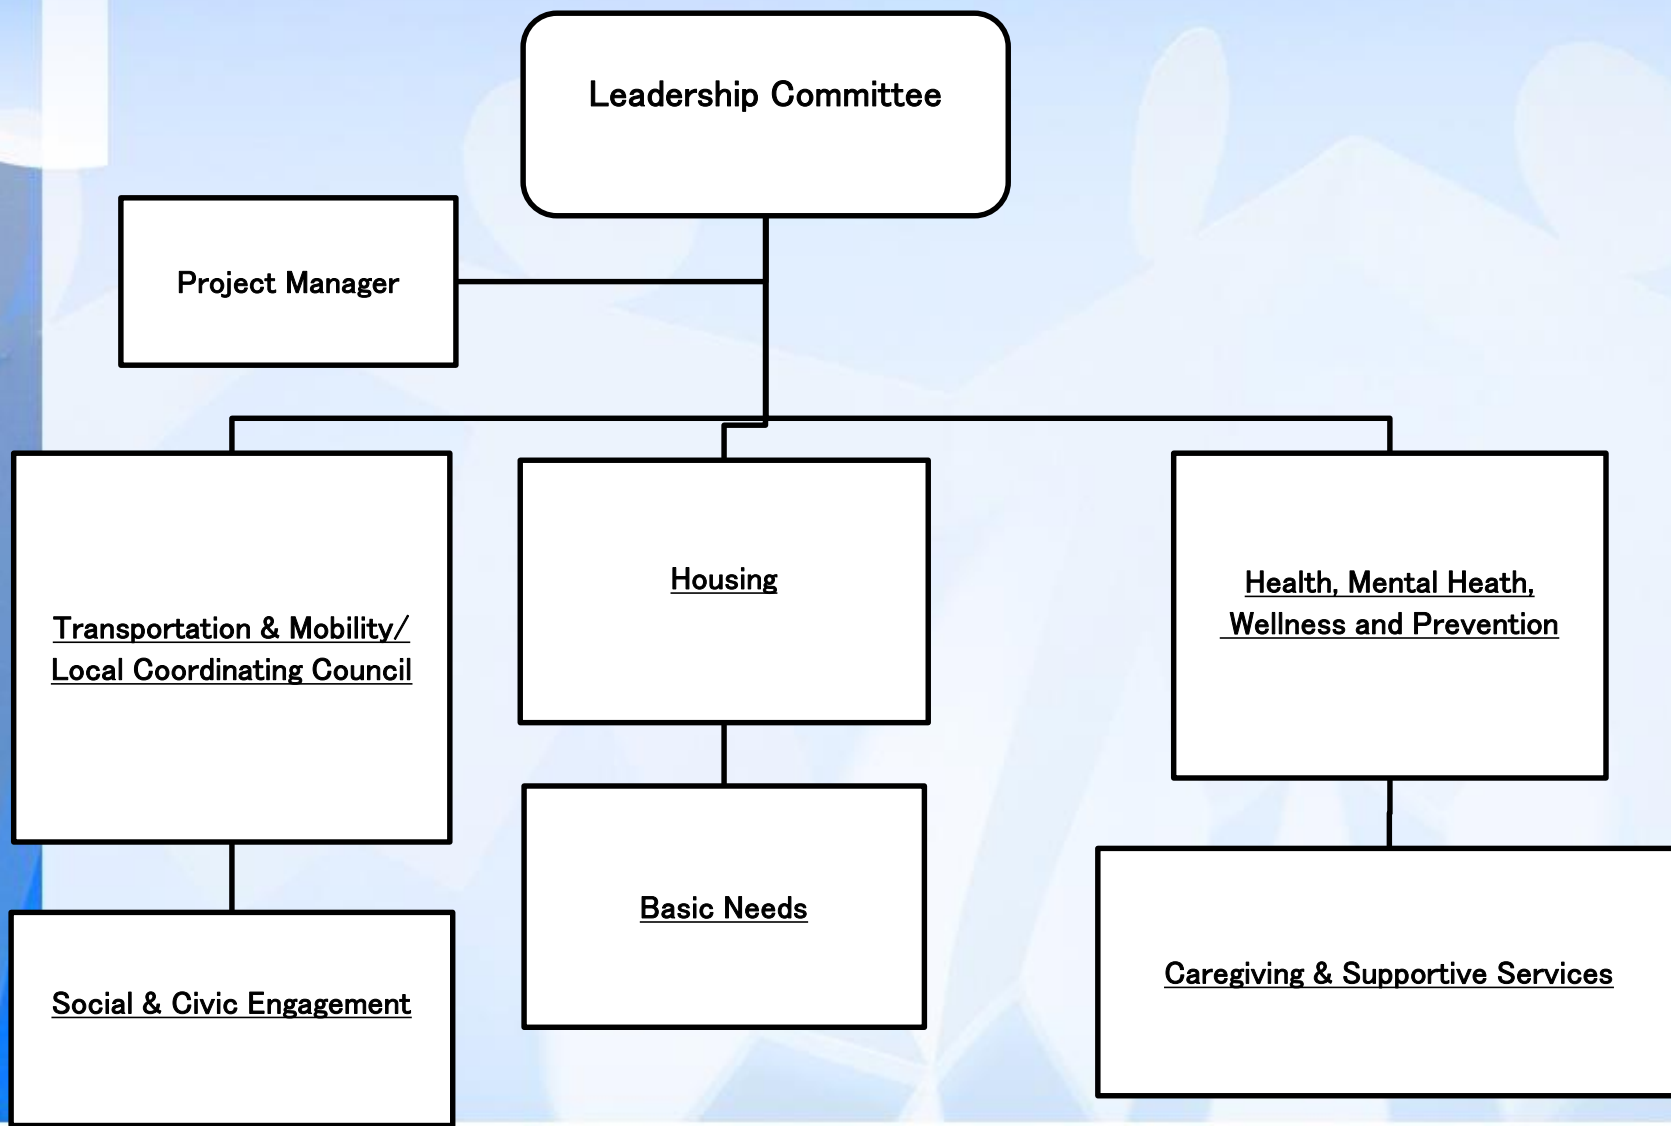 Leadership Committee
Project Manager
Transportation & Mobility/
Local Coordinating Council
Housing
Health, Mental Heath,
Wellness and Prevention
Basic Needs
Social & Civic Engagement
Caregiving & Supportive Services